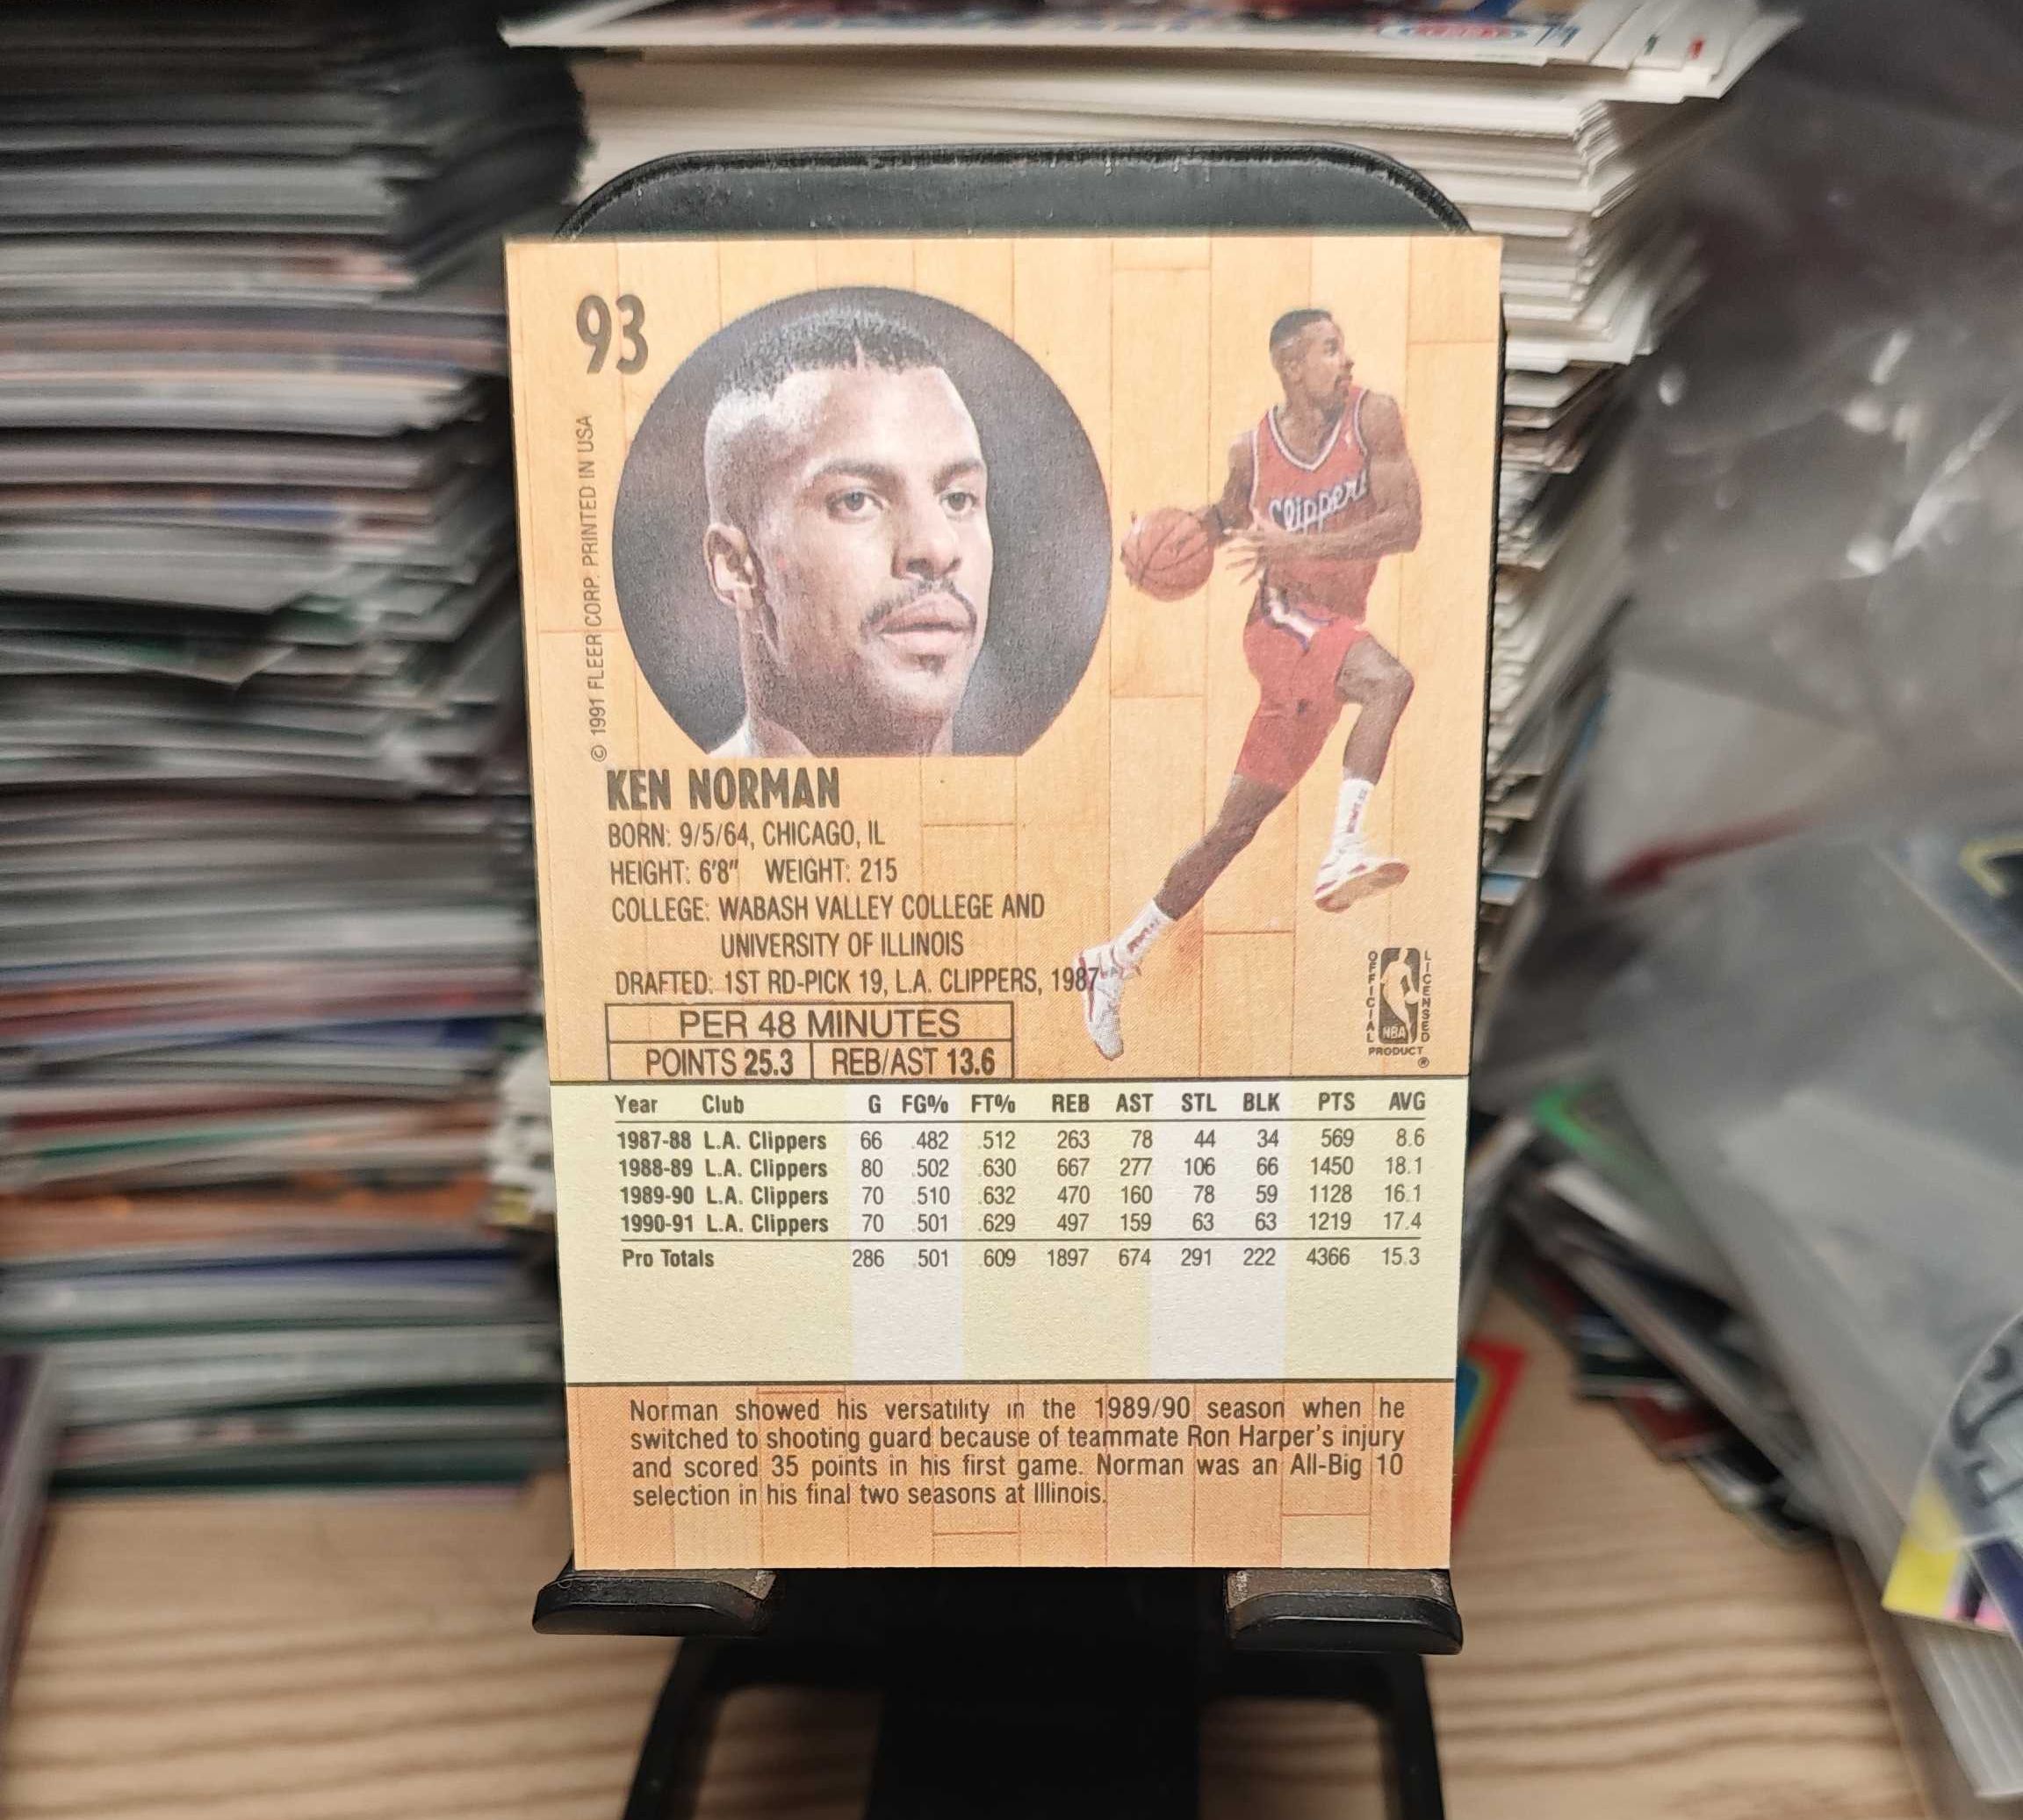 93
© 1991 FLEER CORP. PRINTED IN USA
Clippers
KEN NORMAN
BORN: 9/5/64, CHICAGO, IL
HEIGHT: 6'8" WEIGHT: 215
COLLEGE: WABASH VALLEY COLLEGE AND
UNIVERSITY OF ILLINOIS
DRAFTED: 1ST RD-PICK 19, L.A. CLIPPERS, 1987
OFFICIAL LICENSED
NBA
PRODUCT
®
PER 48 MINUTES
POINTS 25.3 REB/AST 13.6
Year Club G FG% FT% REB AST STL BLK PTS AVG
1987-88 L.A. Clippers 66 .482 .512 263 78 44 34 569 8.6
1988-89 L.A. Clippers 80 .502 .630 667 277 106 66 1450 18.1
1989-90 L.A. Clippers 70 .510 .632 470 160 78 59 1128 16.1
1990-91 L.A. Clippers 70 .501 .629 497 159 63 63 1219 17.4
Pro Totals 286 .501 .609 1897 674 291 222 4366 15.3
Norman showed his versatility in the 1989/90 season when he
switched to shooting guard because of teammate Ron Harper's injury
and scored 35 points in his first game. Norman was an All-Big 10
selection in his final two seasons at Illinois.